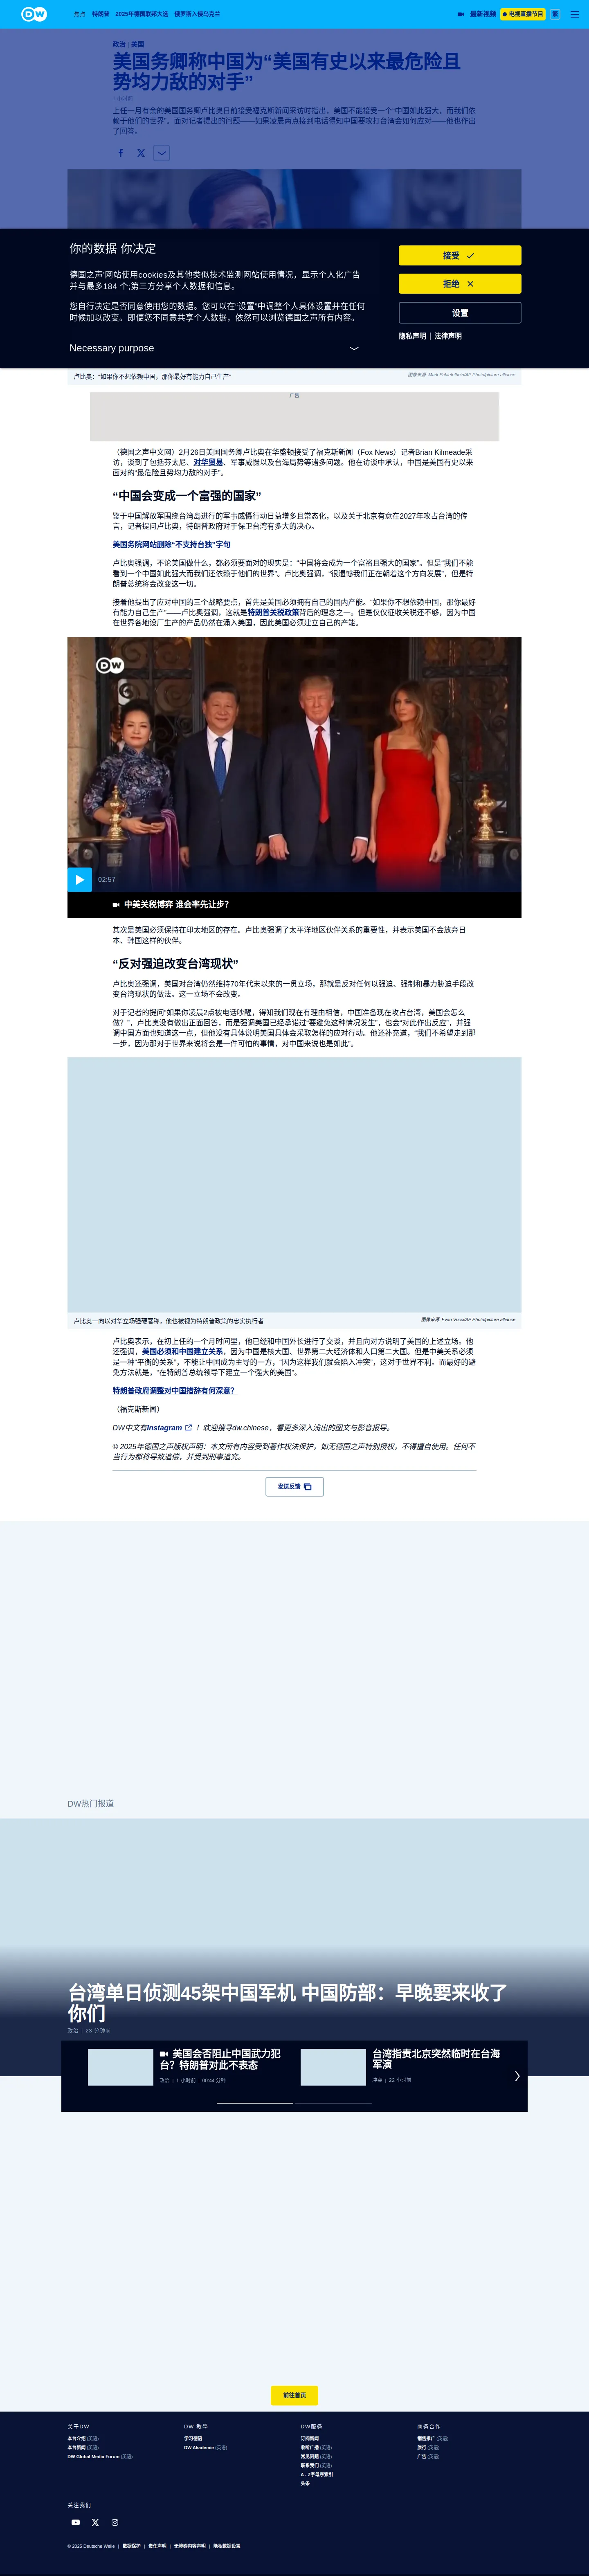 DW
焦点 特朗普 2025年德国联邦大选 俄罗斯入侵乌克兰
最新视频 电视直播节目 繁
政治 | 美国
美国务卿称中国为“美国有史以来最危险且
势均力敌的对手”
1 小时前
上任一月有余的美国国务卿卢比奥日前接受福克斯新闻采访时指出，美国不能接受一个“中国如此强大，而我们依
赖于他们的世界”。面对记者提出的问题——如果凌晨两点接到电话得知中国要攻打台湾会如何应对——他也作出
了回答。
你的数据 你决定
德国之声’网站使用cookies及其他类似技术监测网站使用情况，显示个人化广告
并与最多184 个;第三方分享个人数据和信息。
您自行决定是否同意使用您的数据。您可以在“设置”中调整个人具体设置并在任何
时候加以改变。即使您不同意共享个人数据，依然可以浏览德国之声所有内容。
Necessary purpose
接受
拒绝
设置
隐私声明 | 法律声明
卢比奥：“如果你不想依赖中国，那你最好有能力自己生产”
图像来源: Mark Schiefelbein/AP Photo/picture alliance
广告
（德国之声中文网）2月26日美国国务卿卢比奥在华盛顿接受了福克斯新闻（Fox News）记者Brian Kilmeade采
访，谈到了包括芬太尼、对华贸易、军事威慑以及台海局势等诸多问题。他在访谈中承认，中国是美国有史以来
面对的“最危险且势均力敌的对手”。
“中国会变成一个富强的国家”
鉴于中国解放军围绕台湾岛进行的军事威慑行动日益增多且常态化，以及关于北京有意在2027年攻占台湾的传
言，记者提问卢比奥，特朗普政府对于保卫台湾有多大的决心。
美国务院网站删除“不支持台独”字句
卢比奥强调，不论美国做什么，都必须要面对的现实是：“中国将会成为一个富裕且强大的国家”。但是“我们不能
看到一个中国如此强大而我们还依赖于他们的世界”。卢比奥强调，“很遗憾我们正在朝着这个方向发展”，但是特
朗普总统将会改变这一切。
接着他提出了应对中国的三个战略要点，首先是美国必须拥有自己的国内产能。“如果你不想依赖中国，那你最好
有能力自己生产”——卢比奥强调，这就是特朗普关税政策背后的理念之一。但是仅仅征收关税还不够，因为中国
在世界各地设厂生产的产品仍然在涌入美国，因此美国必须建立自己的产能。
DW
02:57
中美关税博弈 谁会率先让步？
其次是美国必须保持在印太地区的存在。卢比奥强调了太平洋地区伙伴关系的重要性，并表示美国不会放弃日
本、韩国这样的伙伴。
“反对强迫改变台湾现状”
卢比奥还强调，美国对台湾仍然维持70年代末以来的一贯立场，那就是反对任何以强迫、强制和暴力胁迫手段改
变台湾现状的做法。这一立场不会改变。
对于记者的提问“如果你凌晨2点被电话吵醒，得知我们现在有理由相信，中国准备现在攻占台湾，美国会怎么
做？”，卢比奥没有做出正面回答，而是强调美国已经承诺过“要避免这种情况发生”，也会“对此作出反应”，并强
调中国方面也知道这一点，但他没有具体说明美国具体会采取怎样的应对行动。他还补充道，“我们不希望走到那
一步，因为那对于世界来说将会是一件可怕的事情，对中国来说也是如此”。
卢比奥一向以对华立场强硬著称，他也被视为特朗普政策的忠实执行者
图像来源: Evan Vucci/AP Photo/picture alliance
卢比奥表示，在初上任的一个月时间里，他已经和中国外长进行了交谈，并且向对方说明了美国的上述立场。他
还强调，美国必须和中国建立关系，因为中国是核大国、世界第二大经济体和人口第二大国。但是中美关系必须
是一种“平衡的关系”，不能让中国成为主导的一方，“因为这样我们就会陷入冲突”，这对于世界不利。而最好的避
免方法就是，“在特朗普总统领导下建立一个强大的美国”。
特朗普政府调整对中国措辞有何深意？
（福克斯新闻）
DW中文有Instagram ！欢迎搜寻dw.chinese，看更多深入浅出的图文与影音报导。
© 2025年德国之声版权声明：本文所有内容受到著作权法保护，如无德国之声特别授权，不得擅自使用。任何不
当行为都将导致追偿，并受到刑事追究。
发送反馈
DW热门报道
台湾单日侦测45架中国军机 中国防部：早晚要来收了
你们
政治 | 23 分钟前
美国会否阻止中国武力犯
台？特朗普对此不表态
政治 | 1 小时前 | 00:44 分钟
台湾指责北京突然临时在台海
军演
冲突 | 22 小时前
前往首页
关于DW
本台介绍 (英语)
本台新闻 (英语)
DW Global Media Forum (英语)
DW 教學
学习德语
DW Akademie (英语)
DW服务
订阅新闻
收听广播 (英语)
常见问题 (英语)
联系我们 (英语)
A - Z字母序索引
头条
商务合作
销售推广 (英语)
旅行 (英语)
广告 (英语)
关注我们
© 2025 Deutsche Welle | 数据保护 | 责任声明 | 无障碍内容声明 | 隐私数据设置